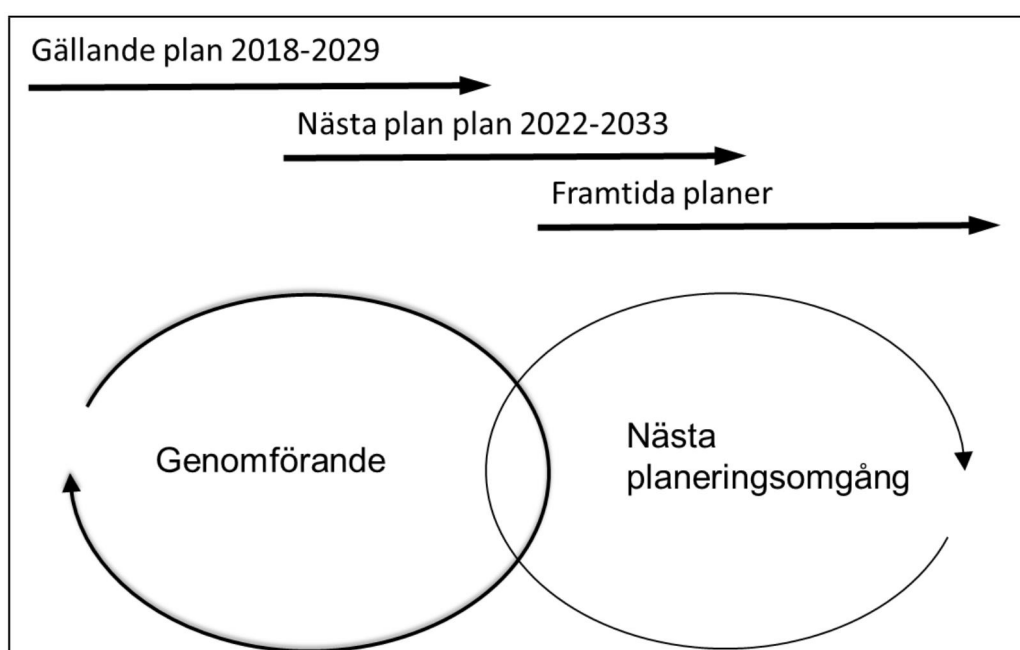 Gällande plan 2018-2029
Nästa plan plan 2022-2033
Framtida planer
Genomförande
Nästa
planeringsomgång